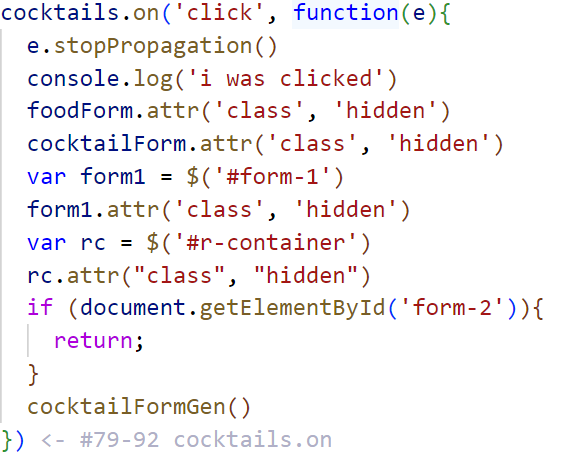 cocktails.on('click', function(e){
  e.stopPropagation()
  console.log('i was clicked')
  foodForm.attr('class', 'hidden')
  cocktailForm.attr('class', 'hidden')
  var form1 = $('#form-1')
  form1.attr('class', 'hidden')
  var rc = $('#r-container')
  rc.attr("class", "hidden")
  if (document.getElementById('form-2')){
    return;
  }
  cocktailFormGen()
}) <- #79-92 cocktails.on